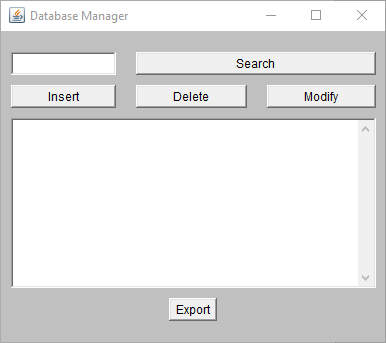 Database Manager
Search
Insert Delete Modify
Export